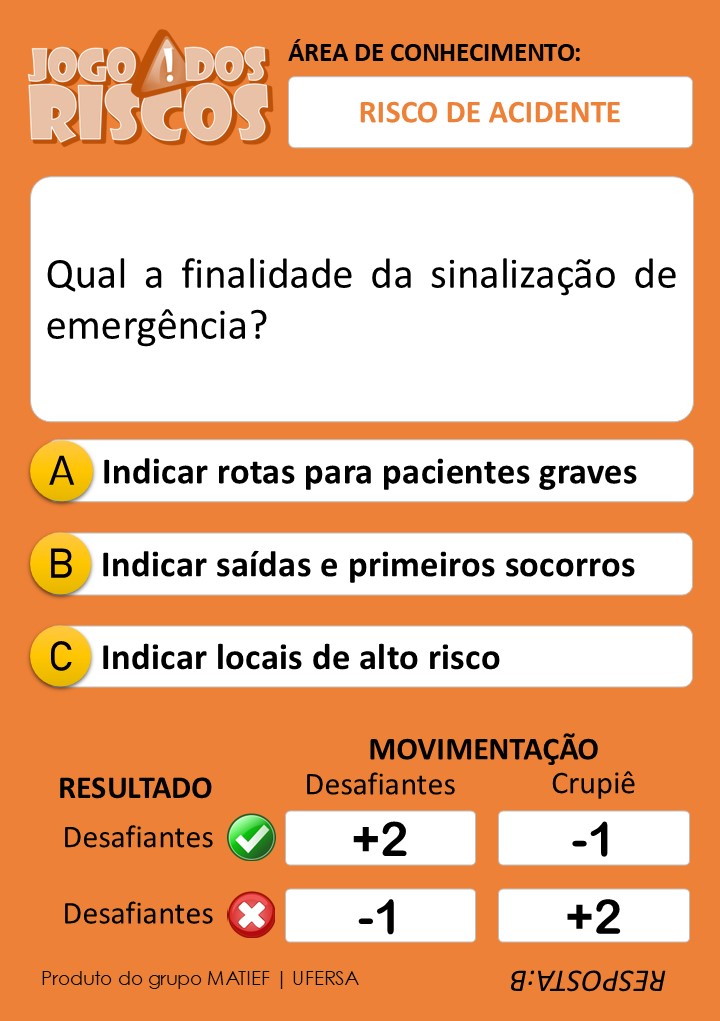 JOGO DOS
RISCOS
ÁREA DE CONHECIMENTO:
RISCO DE ACIDENTE
Qual a finalidade da sinalização de
emergência?
A Indicar rotas para pacientes graves
B Indicar saídas e primeiros socorros
C Indicar locais de alto risco
MOVIMENTAÇÃO
RESULTADO Desafiantes Crupiê
Desafiantes +2 -1
Desafiantes -1 +2
Produto do grupo MATIEF | UFERSA
RESPOSTA:B